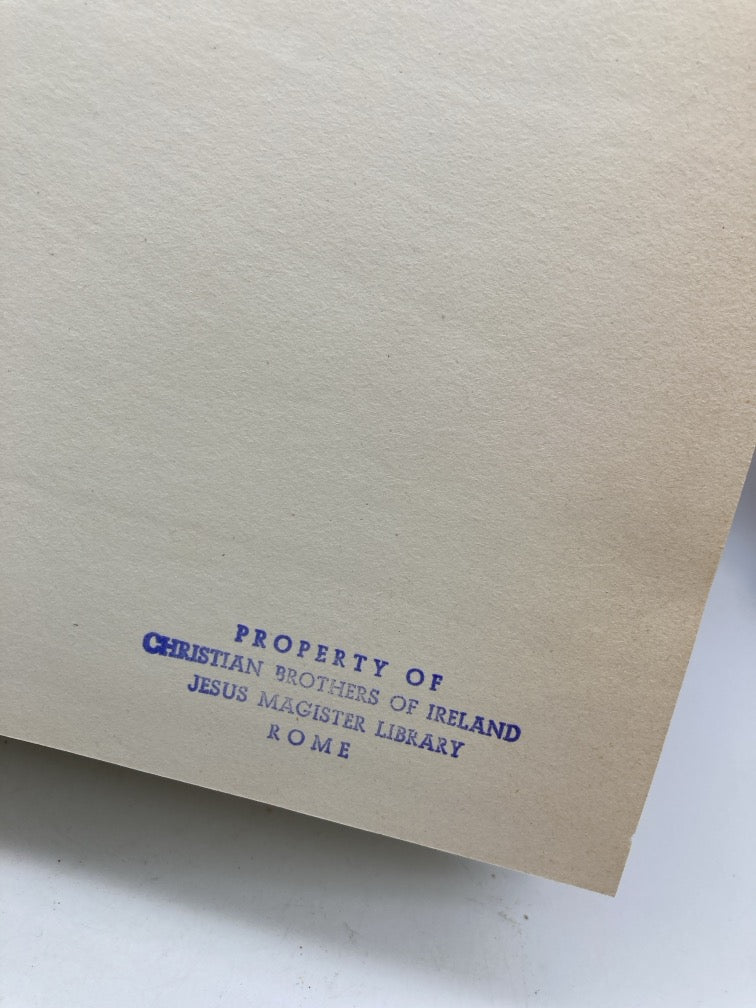 PROPERTY OF
CHRISTIAN BROTHERS OF IRELAND
JESUS MAGISTER LIBRARY
ROME